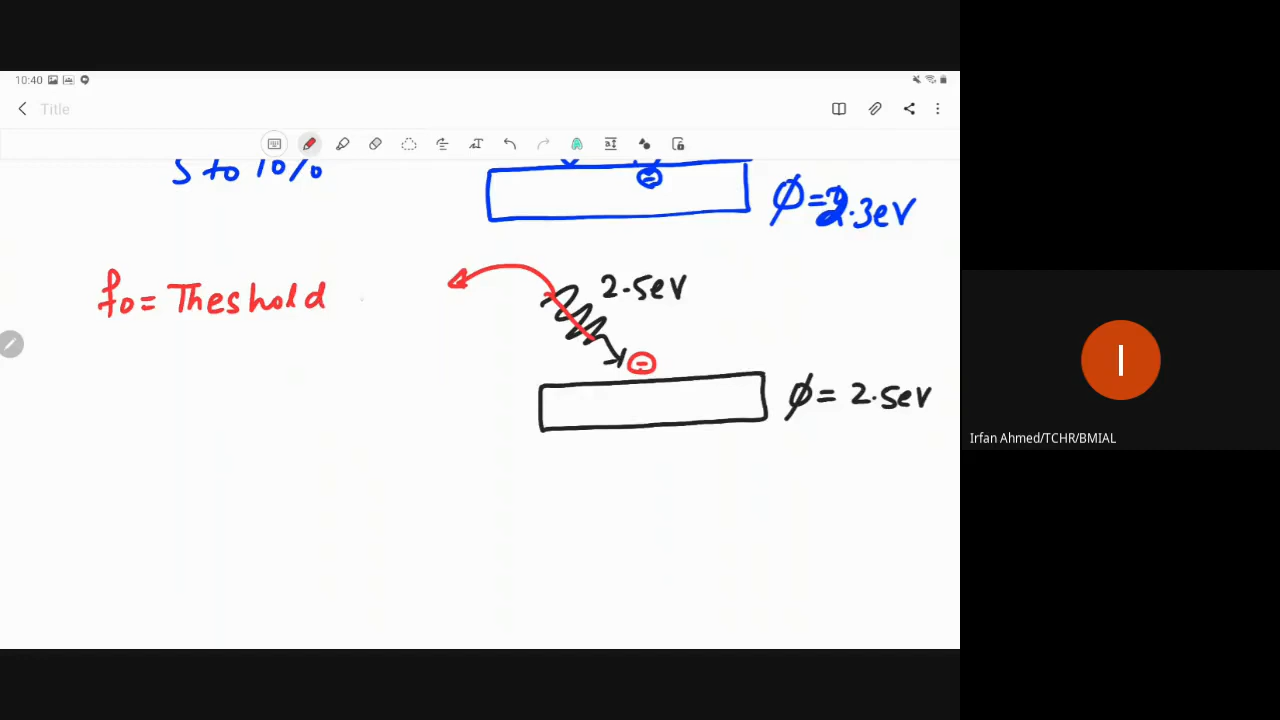 10:40
Title
5 to 10%
φ=2.3eV
f0= Theshold
2.5eV
φ= 2.5eV
I
Irfan Ahmed/TCHR/BMIAL